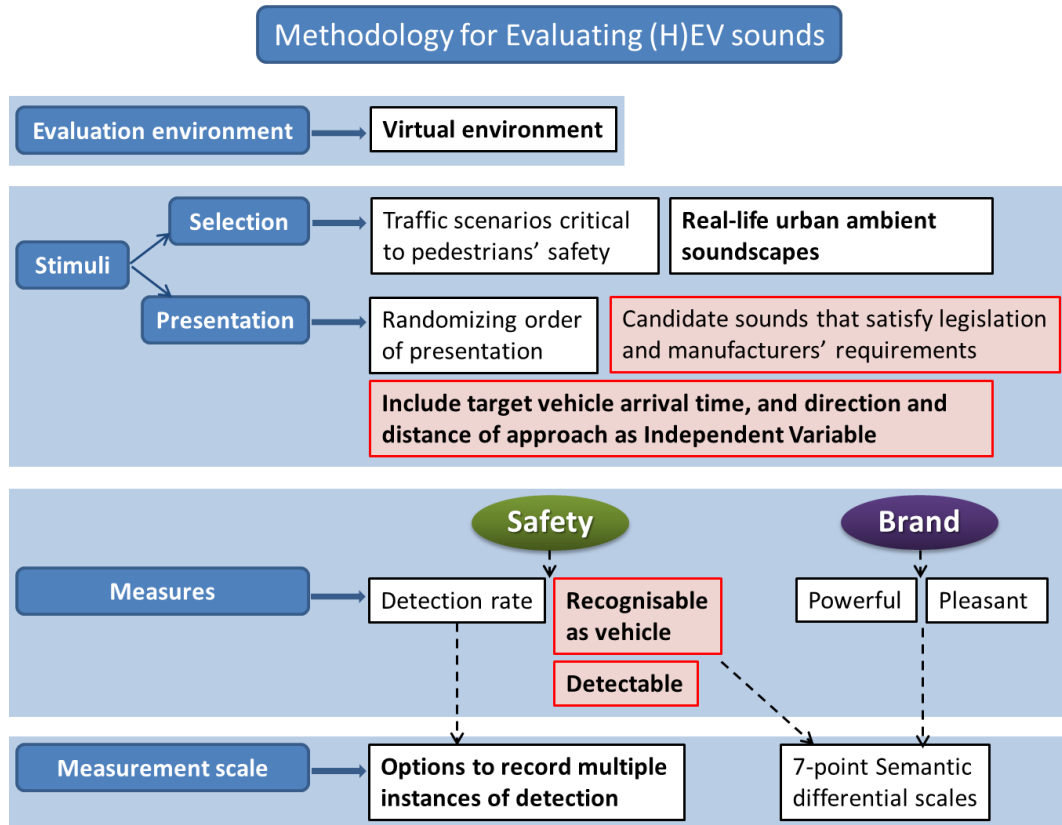 Methodology for Evaluating (H)EV sounds
Evaluation environment
Virtual environment
Stimuli
Selection
Traffic scenarios critical
to pedestrians’ safety
Real-life urban ambient
soundscapes
Presentation
Randomizing order
of presentation
Candidate sounds that satisfy legislation
and manufacturers’ requirements
Include target vehicle arrival time, and direction and
distance of approach as Independent Variable
Safety
Brand
Measures
Detection rate
Recognisable
as vehicle
Detectable
Powerful
Pleasant
Measurement scale
Options to record multiple
instances of detection
7-point Semantic
differential scales